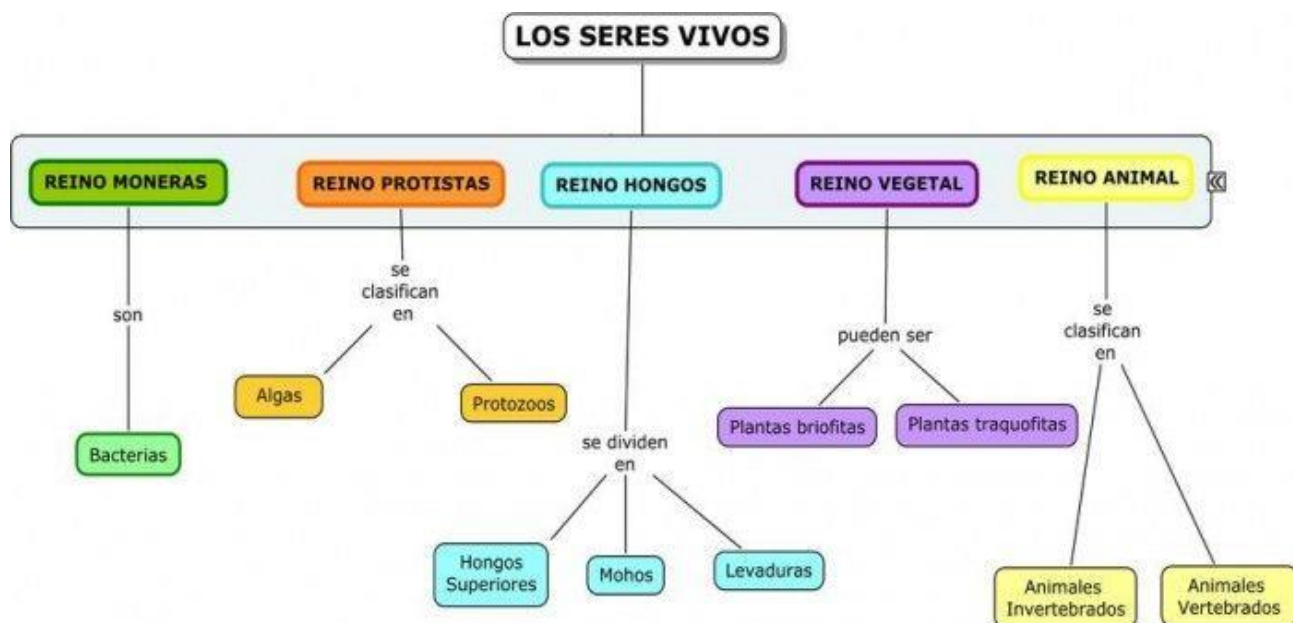 LOS SERES VIVOS
REINO MONERAS
REINO PROTISTAS
REINO HONGOS
REINO VEGETAL
REINO ANIMAL
son
Bacterias
se
clasifican
en
Algas
Protozoos
se dividen
en
Hongos
Superiores
Mohos
Levaduras
pueden ser
Plantas briofitas
Plantas traquofitas
se
clasifican
en
Animales
Invertebrados
Animales
Vertebrados